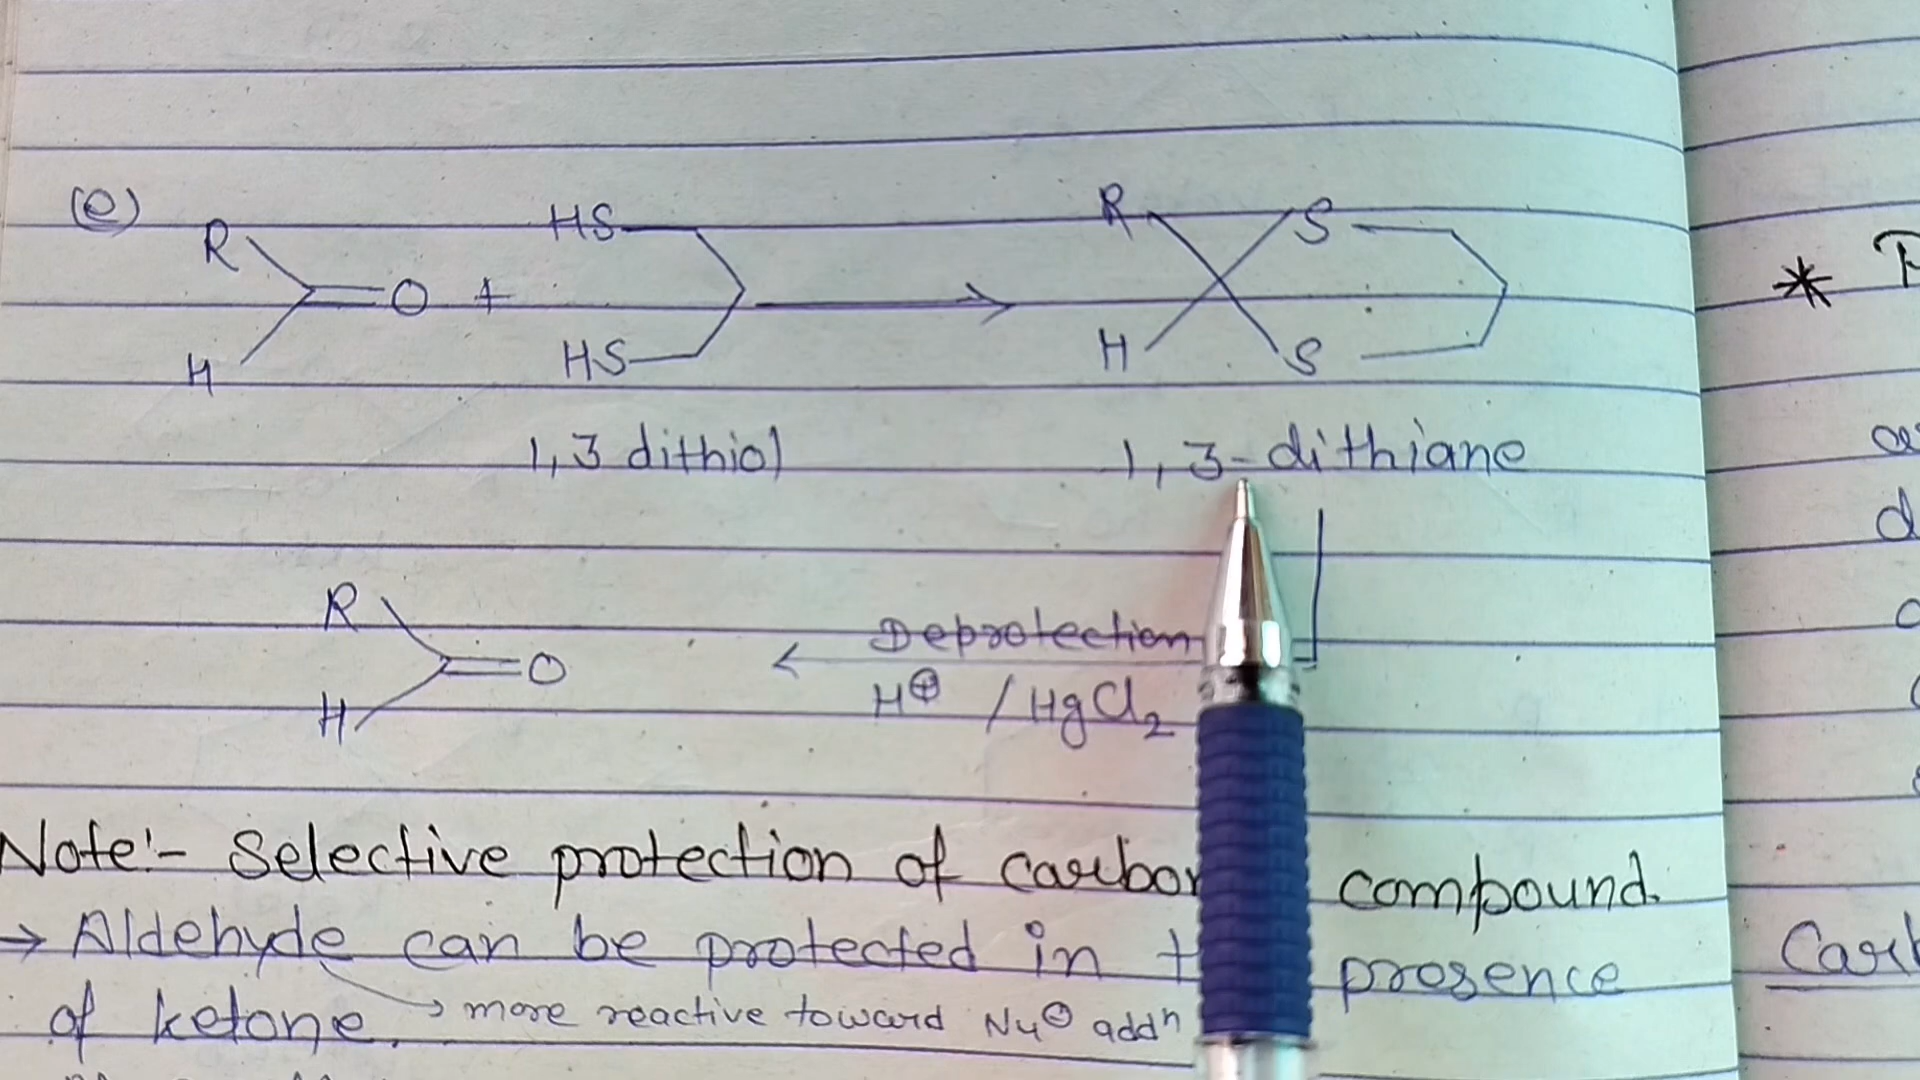 (e)
R HS R S
O +
H HS H S
1,3 dithiol 1,3-dithiane
R Deprotection
O
H H⊕ /HgCl2
Note:- Selective protection of compound.
→ Aldehyde can be protected in presence
of ketone. → more reactive toward Nu⊖ addn
*
Carb